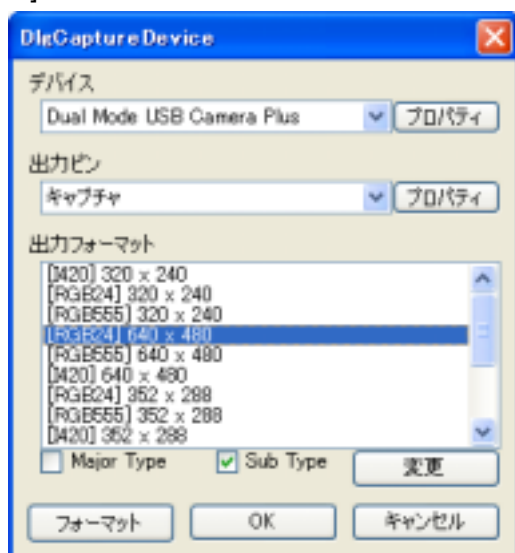 DlgCaptureDevice
デバイス
Dual Mode USB Camera Plus プロパティ
出力ピン
キャプチャ プロパティ
出力フォーマット
[I420] 320 x 240
[RGB24] 320 x 240
[RGB555] 320 x 240
[RGB24] 640 x 480
[RGB555] 640 x 480
[I420] 640 x 480
[RGB24] 352 x 288
[RGB555] 352 x 288
[I420] 352 x 288
Major Type Sub Type 変更
フォーマット OK キャンセル